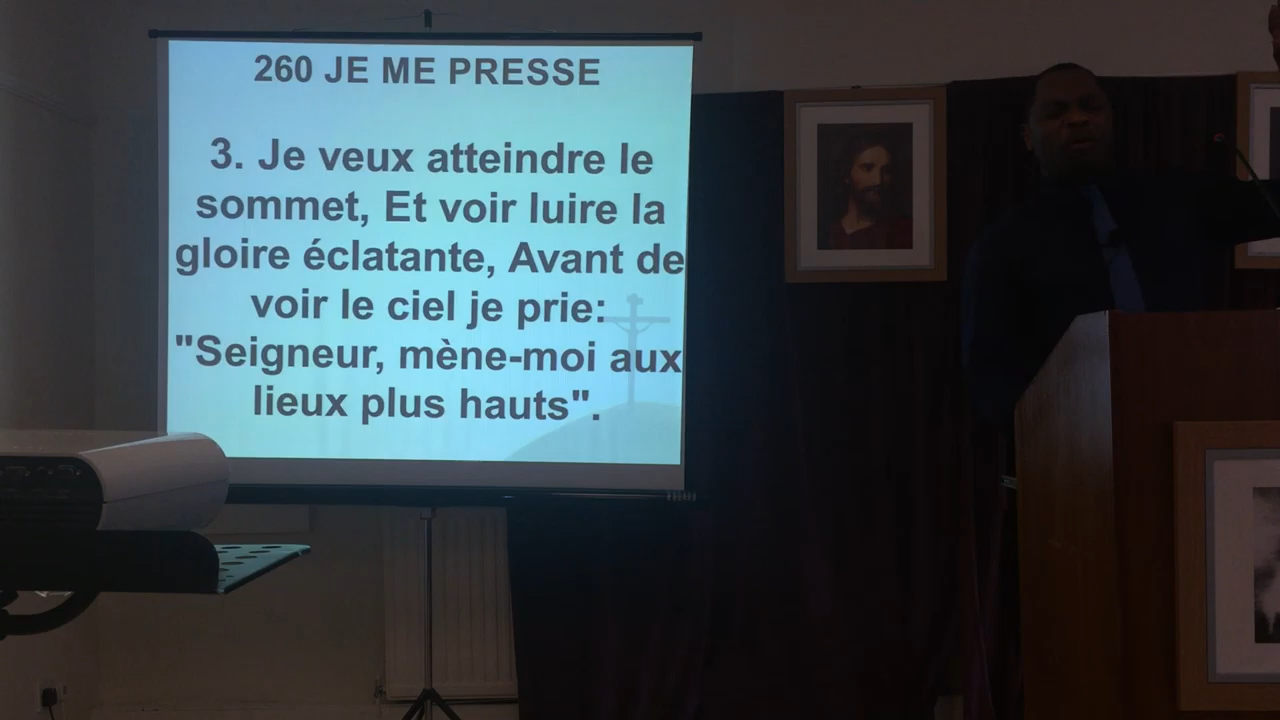 260 JE ME PRESSE
3. Je veux atteindre le
sommet, Et voir luire la
gloire éclatante, Avant de
voir le ciel je prie:
"Seigneur, mène-moi aux
lieux plus hauts".